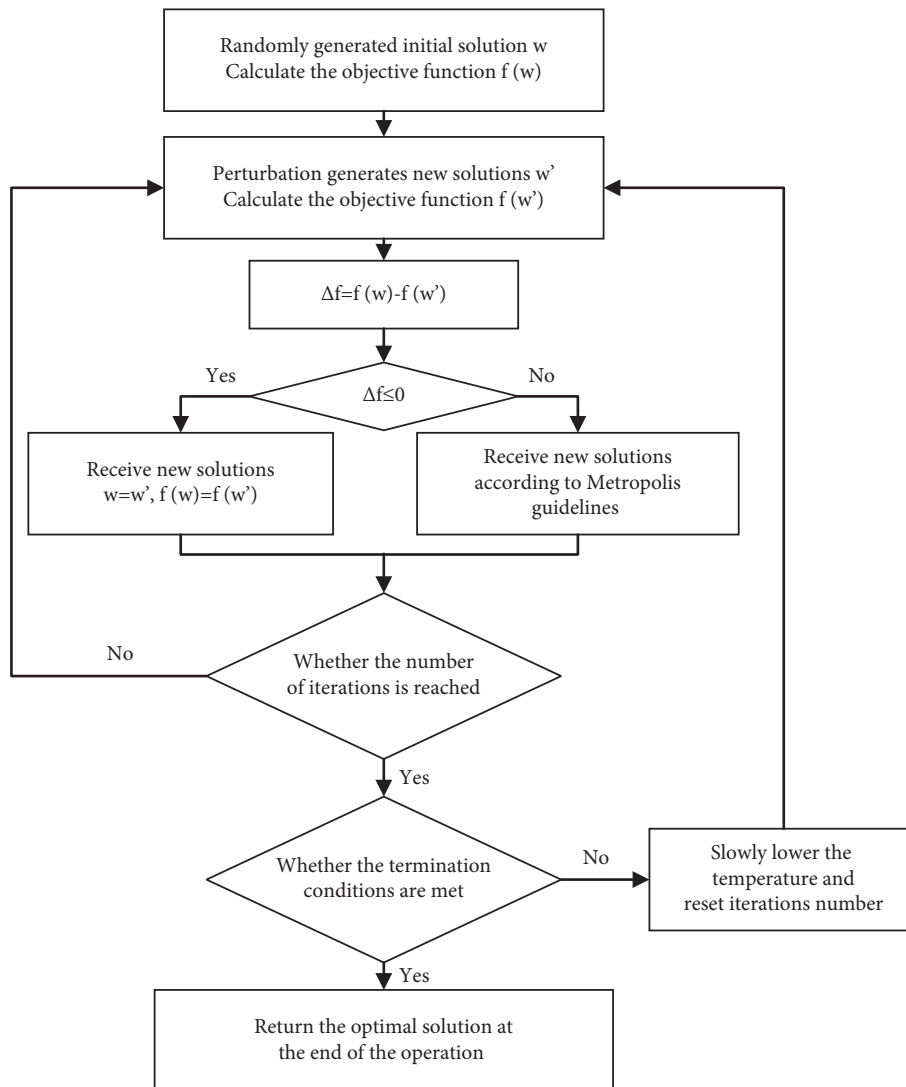 Randomly generated initial solution w
Calculate the objective function f (w)
Perturbation generates new solutions w’
Calculate the objective function f (w’)
Δf=f (w)-f (w’)
Yes
No
Δf≤0
Receive new solutions
w=w’, f (w)=f (w’)
Receive new solutions
according to Metropolis
guidelines
No
Whether the number
of iterations is reached
Yes
Whether the termination
conditions are met
No
Slowly lower the
temperature and
reset iterations number
Yes
Return the optimal solution at
the end of the operation